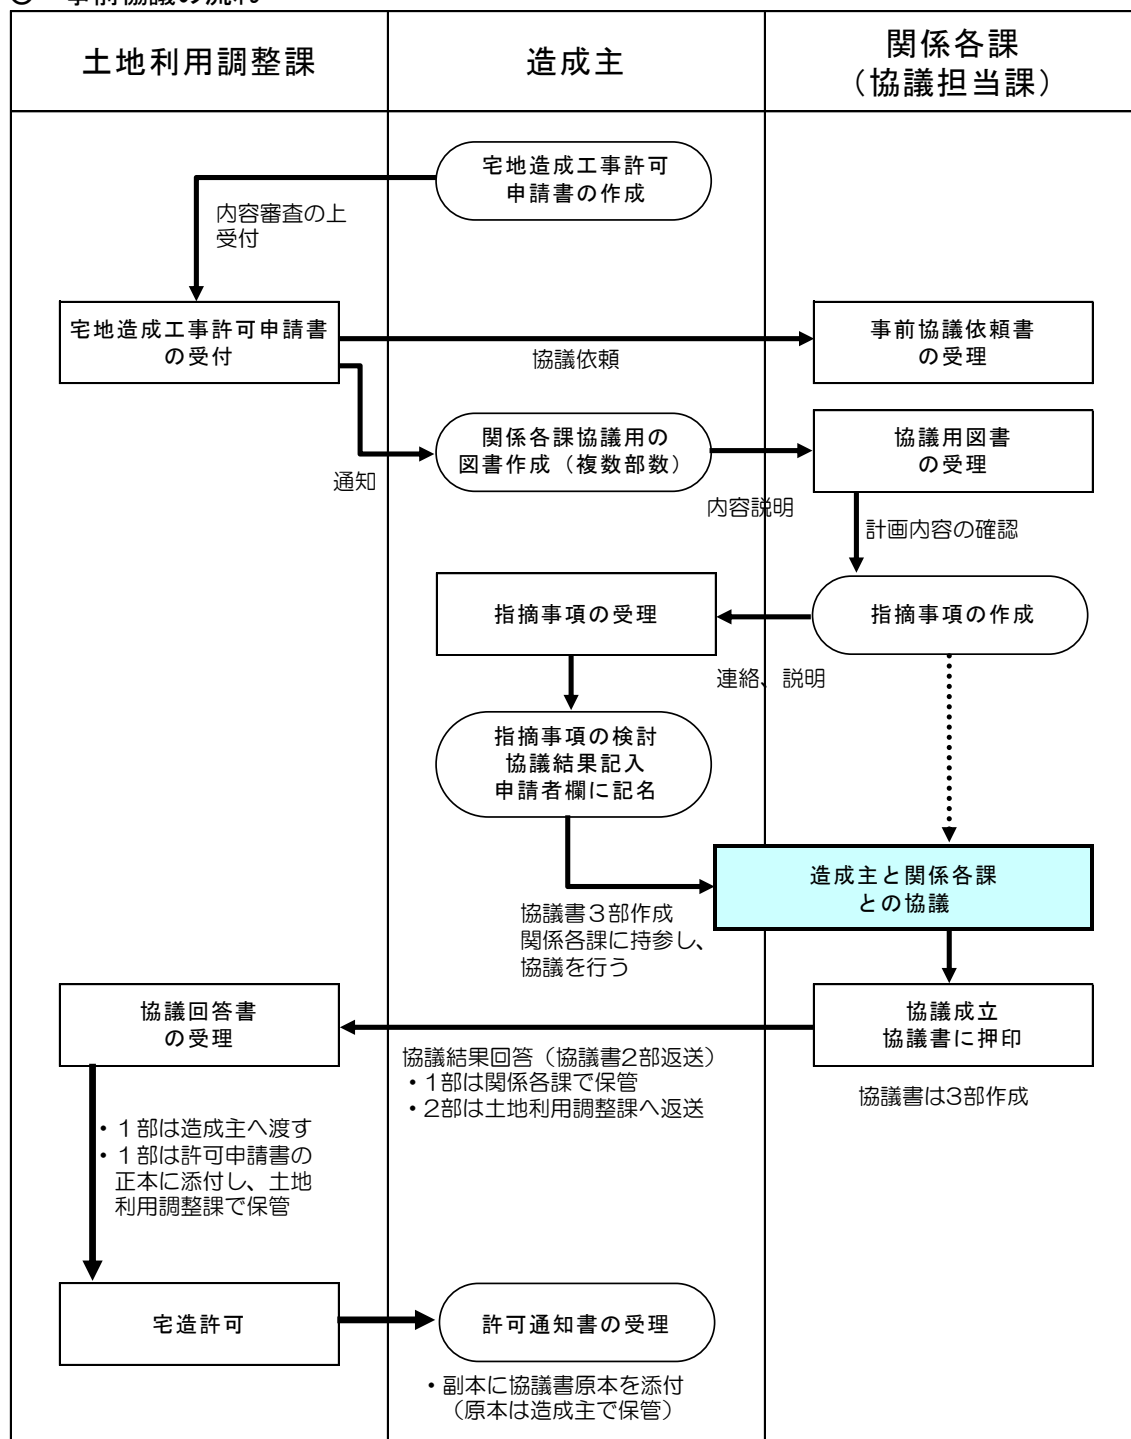 事前協議の流れ
土地利用調整課
造成主
関係各課
（協議担当課）
宅地造成工事許可
申請書の作成
内容審査の上
受付
宅地造成工事許可申請書
の受付
協議依頼
事前協議依頼書
の受理
通知
関係各課協議用の
図書作成（複数部数）
内容説明
協議用図書
の受理
計画内容の確認
指摘事項の受理
連絡、説明
指摘事項の作成
指摘事項の検討
協議結果記入
申請者欄に記名
造成主と関係各課
との協議
協議書３部作成
関係各課に持参し、
協議を行う
協議回答書
の受理
協議結果回答（協議書2部返送）
・1部は関係各課で保管
・2部は土地利用調整課へ返送
協議成立
協議書に押印
協議書は3部作成
・１部は造成主へ渡す
・１部は許可申請書の
正本に添付し、土地
利用調整課で保管
宅造許可
許可通知書の受理
・副本に協議書原本を添付
（原本は造成主で保管）